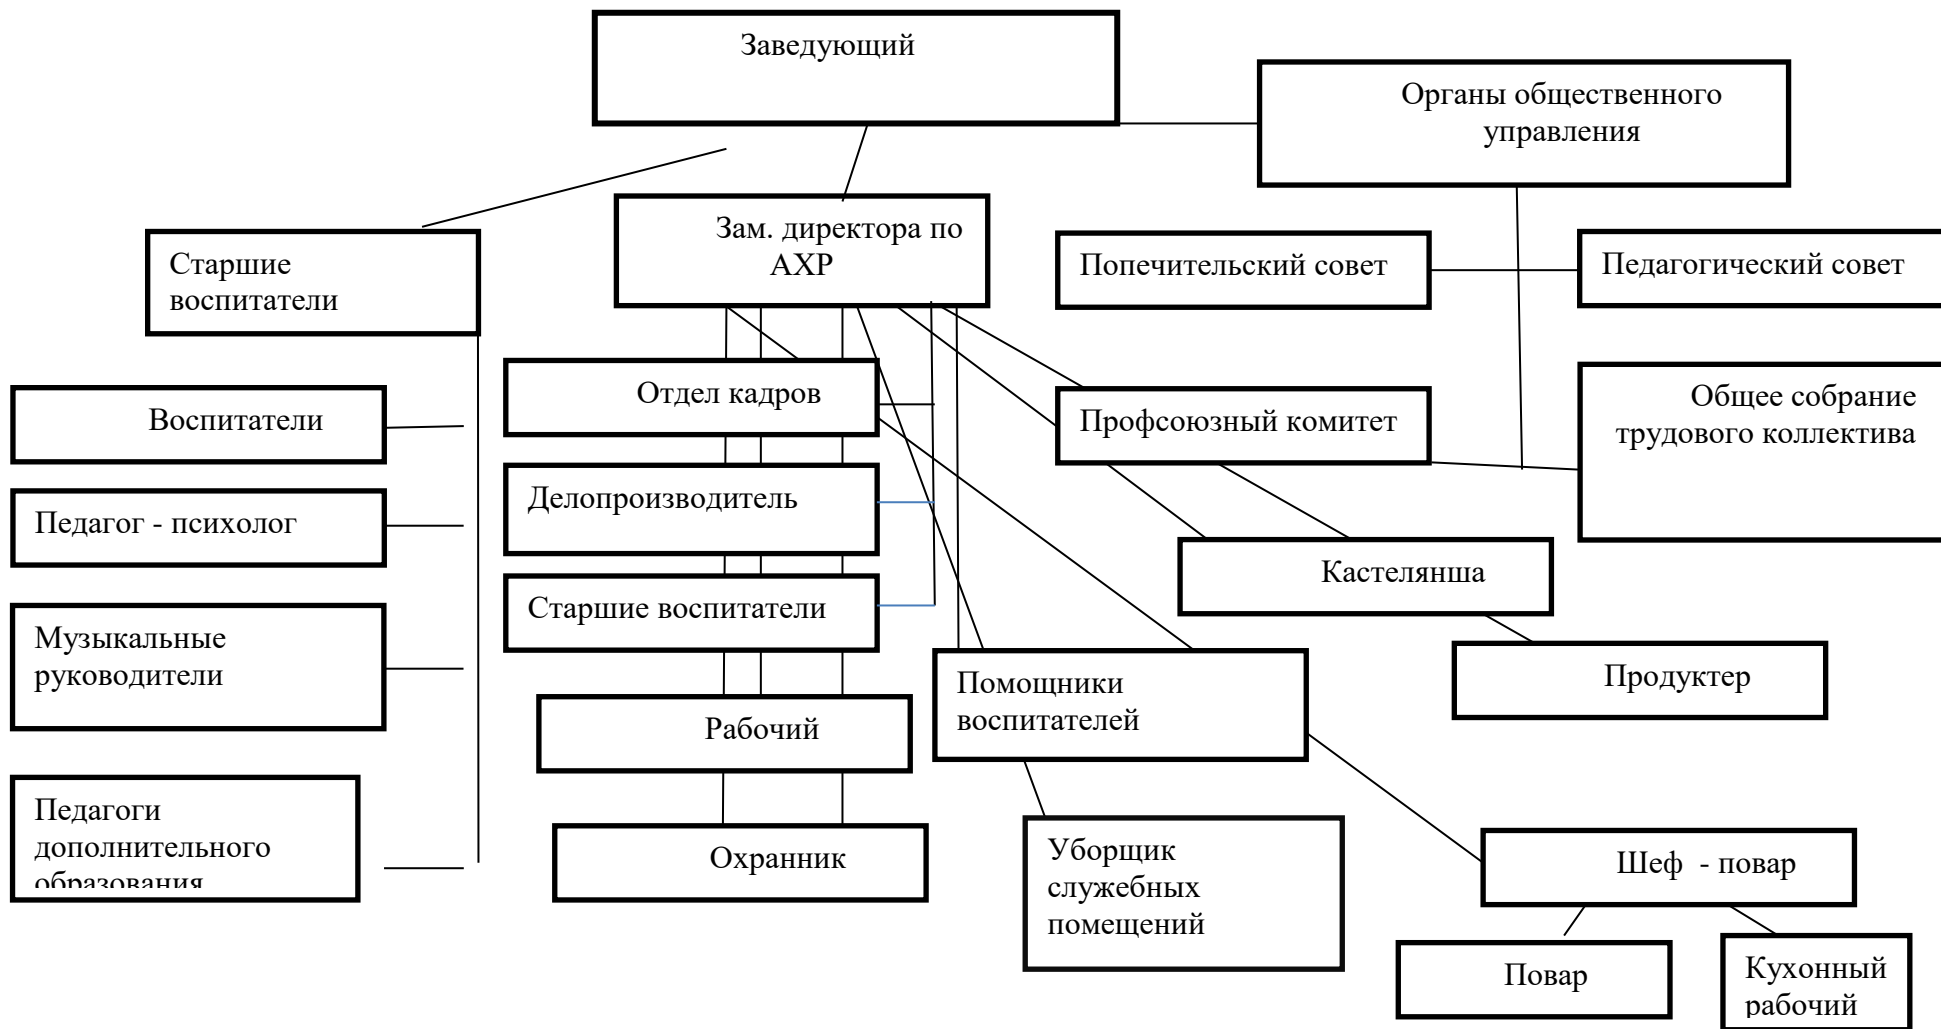 Заведующий
Органы общественного
управления
Зам. директора по
АХР
Старшие
воспитатели
Попечительский совет
Педагогический совет
Отдел кадров
Профсоюзный комитет
Общее собрание
трудового коллектива
Воспитатели
Делопроизводитель
Педагог - психолог
Кастелянша
Старшие воспитатели
Музыкальные
руководители
Помощники
воспитателей
Продуктер
Рабочий
Педагоги
дополнительного
образования
Охранник
Уборщик
служебных
помещений
Шеф - повар
Повар
Кухонный
рабочий